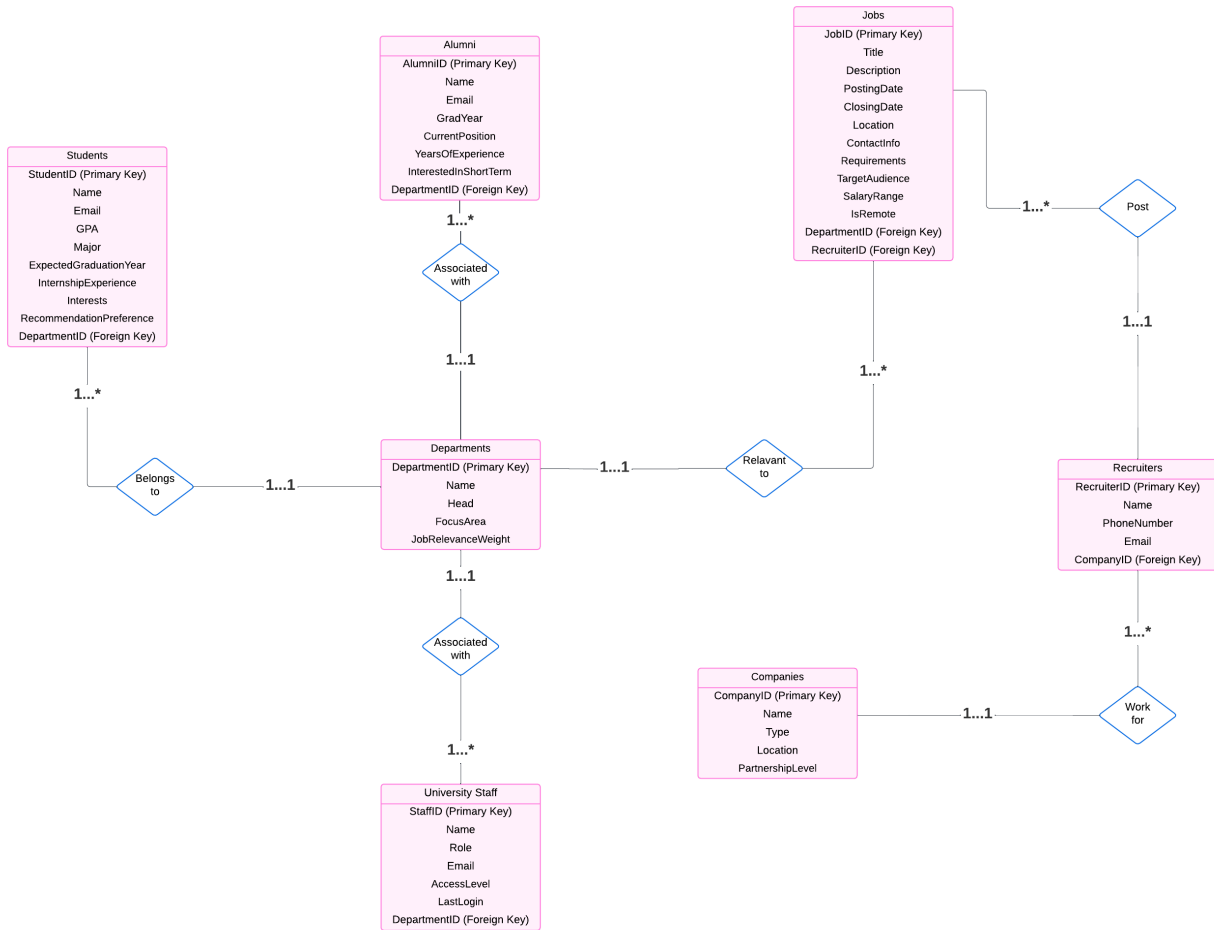 Jobs
JobID (Primary Key)
Title
Description
PostingDate
ClosingDate
Location
ContactInfo
Requirements
TargetAudience
SalaryRange
IsRemote
DepartmentID (Foreign Key)
RecruiterID (Foreign Key)
Alumni
AlumniID (Primary Key)
Name
Email
GradYear
CurrentPosition
YearsOfExperience
InterestedInShortTerm
DepartmentID (Foreign Key)
Students
StudentID (Primary Key)
Name
Email
GPA
Major
ExpectedGraduationYear
InternshipExperience
Interests
RecommendationPreference
DepartmentID (Foreign Key)
1...*
Post
1...*
Associated
with
1...1
1...1
1...*
1...*
Departments
DepartmentID (Primary Key)
Name
Head
FocusArea
JobRelevanceWeight
Belongs
to
1...1
1...1
Relavant
to
Recruiters
RecruiterID (Primary Key)
Name
PhoneNumber
Email
CompanyID (Foreign Key)
1...1
Associated
with
1...*
1...*
Companies
CompanyID (Primary Key)
Name
Type
Location
PartnershipLevel
1...1
Work
for
University Staff
StaffID (Primary Key)
Name
Role
Email
AccessLevel
LastLogin
DepartmentID (Foreign Key)